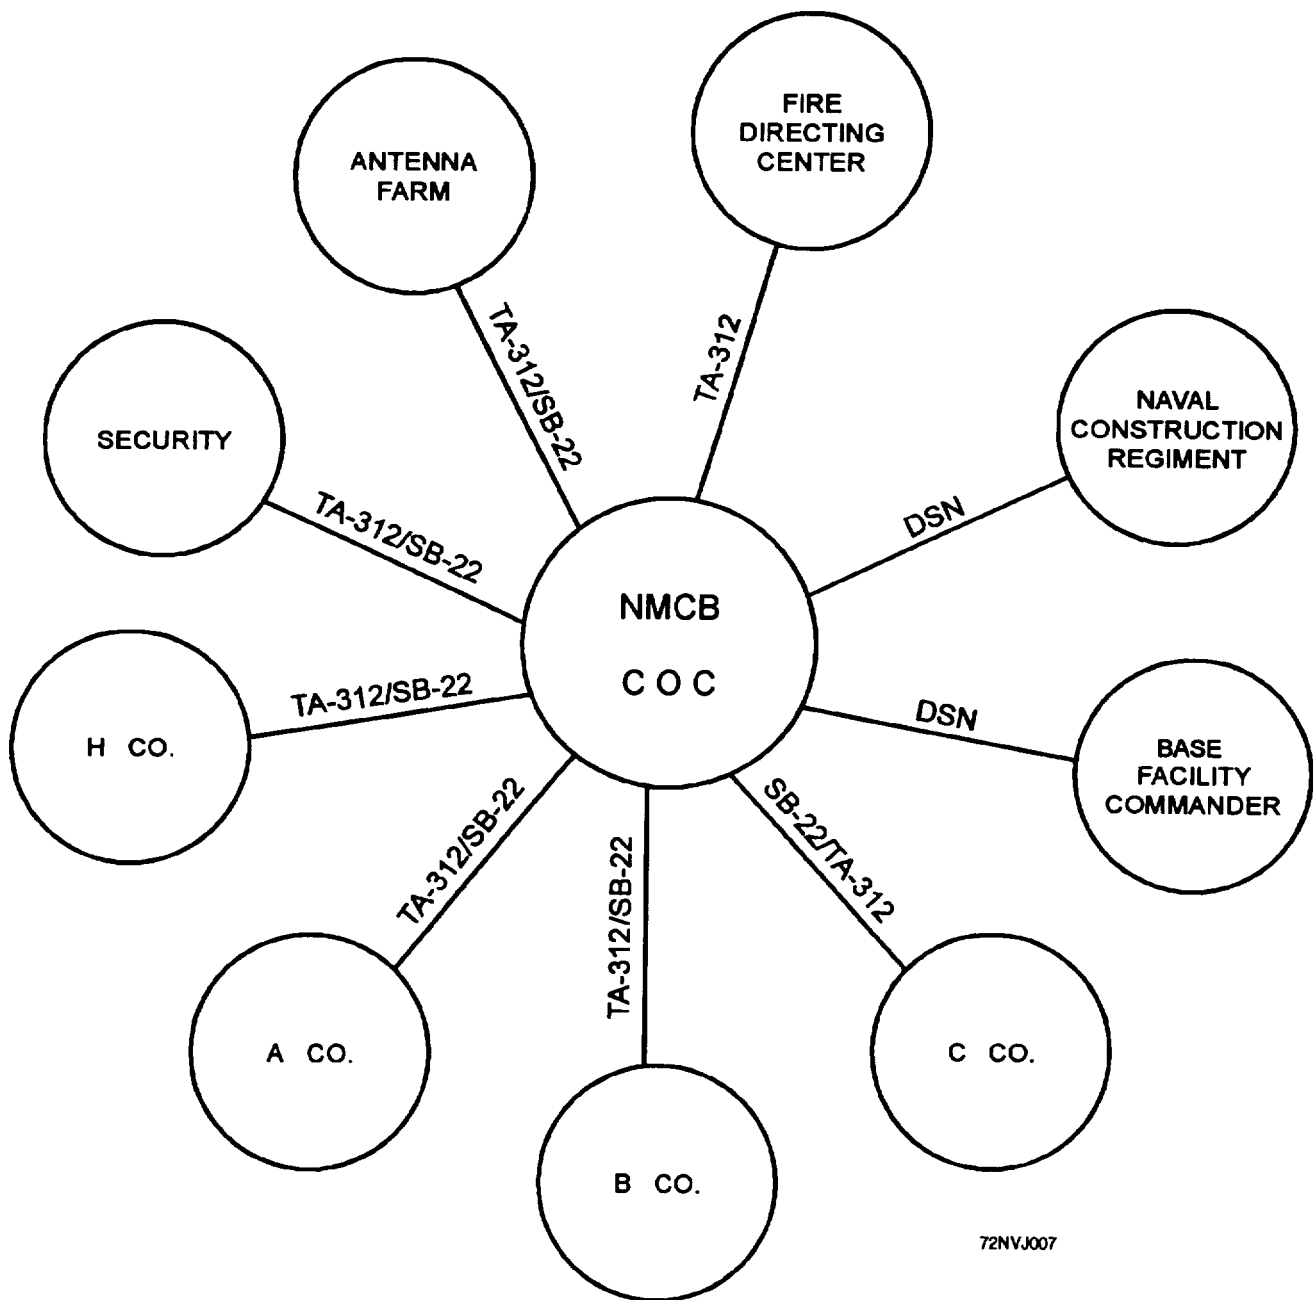 FIRE
DIRECTING
CENTER
ANTENNA
FARM
TA-312/SB-22
TA-312
SECURITY
NAVAL
CONSTRUCTION
REGIMENT
TA-312/SB-22
DSN
NMCB
C O C
H CO.
TA-312/SB-22
DSN
BASE
FACILITY
COMMANDER
TA-312/SB-22
TA-312/SB-22
SB-22/TA-312
A CO.
B CO.
C CO.
72NVJ007